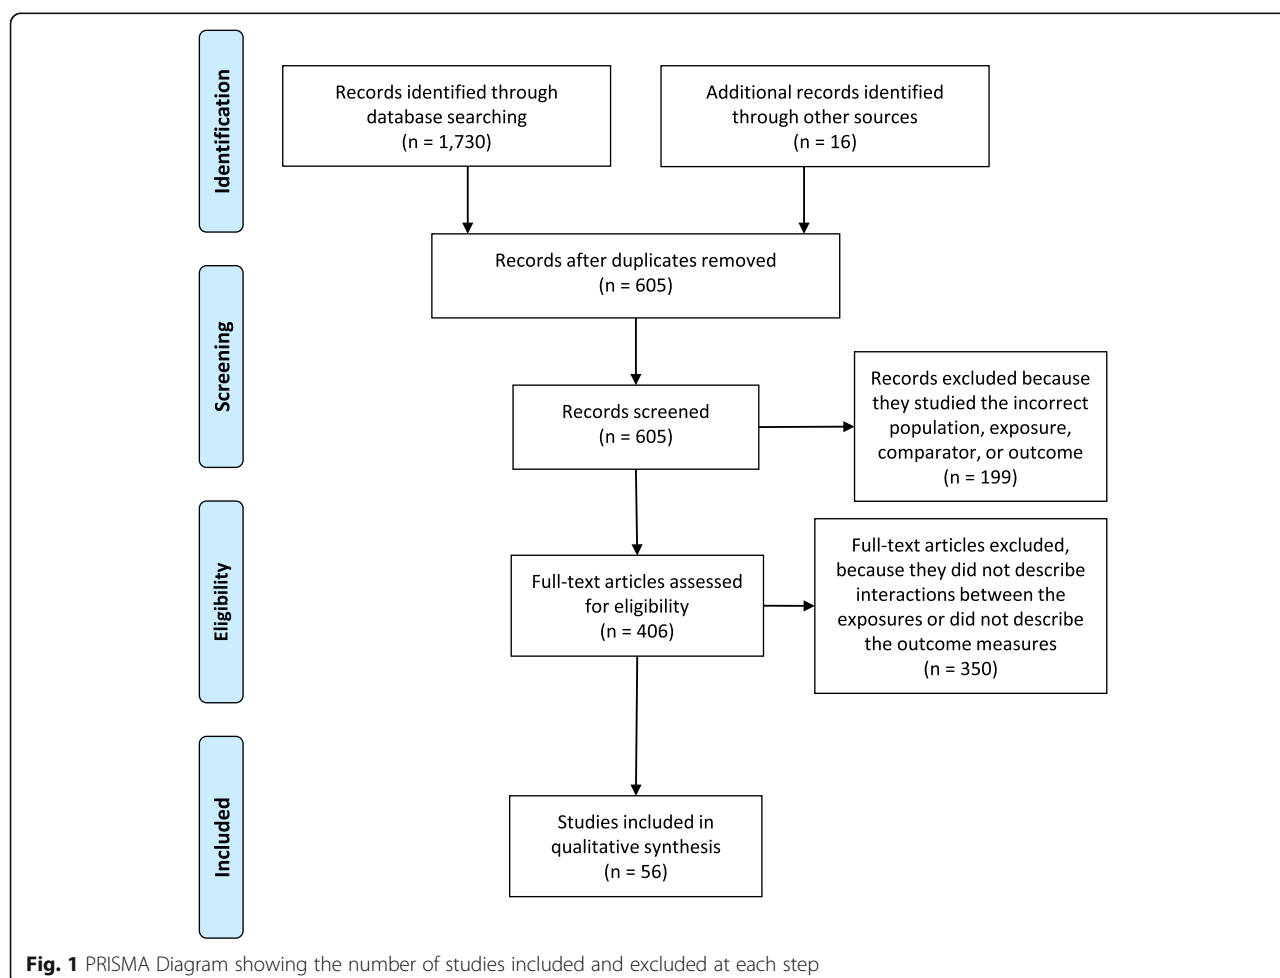 Identification
Records identified through
database searching
(n = 1,730)
Additional records identified
through other sources
(n = 16)
Records after duplicates removed
(n = 605)
Screening
Records screened
(n = 605)
Records excluded because
they studied the incorrect
population, exposure,
comparator, or outcome
(n = 199)
Eligibility
Full-text articles assessed
for eligibility
(n = 406)
Full-text articles excluded,
because they did not describe
interactions between the
exposures or did not describe
the outcome measures
(n = 350)
Included
Studies included in
qualitative synthesis
(n = 56)
Fig. 1 PRISMA Diagram showing the number of studies included and excluded at each step